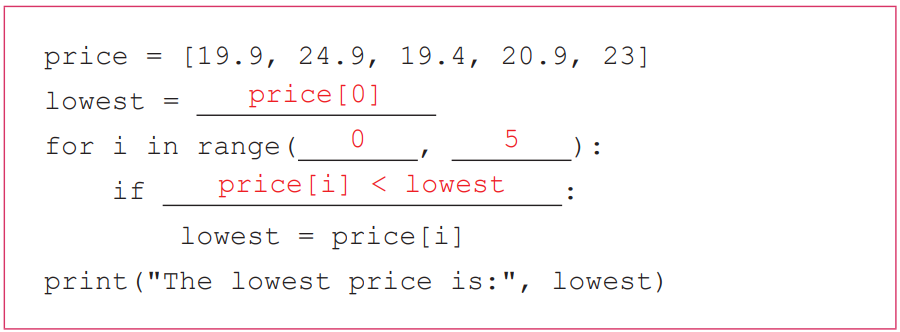 price = [19.9, 24.9, 19.4, 20.9, 23]
lowest = price[0]
for i in range(0, 5):
    if price[i] < lowest:
        lowest = price[i]
print("The lowest price is:", lowest)